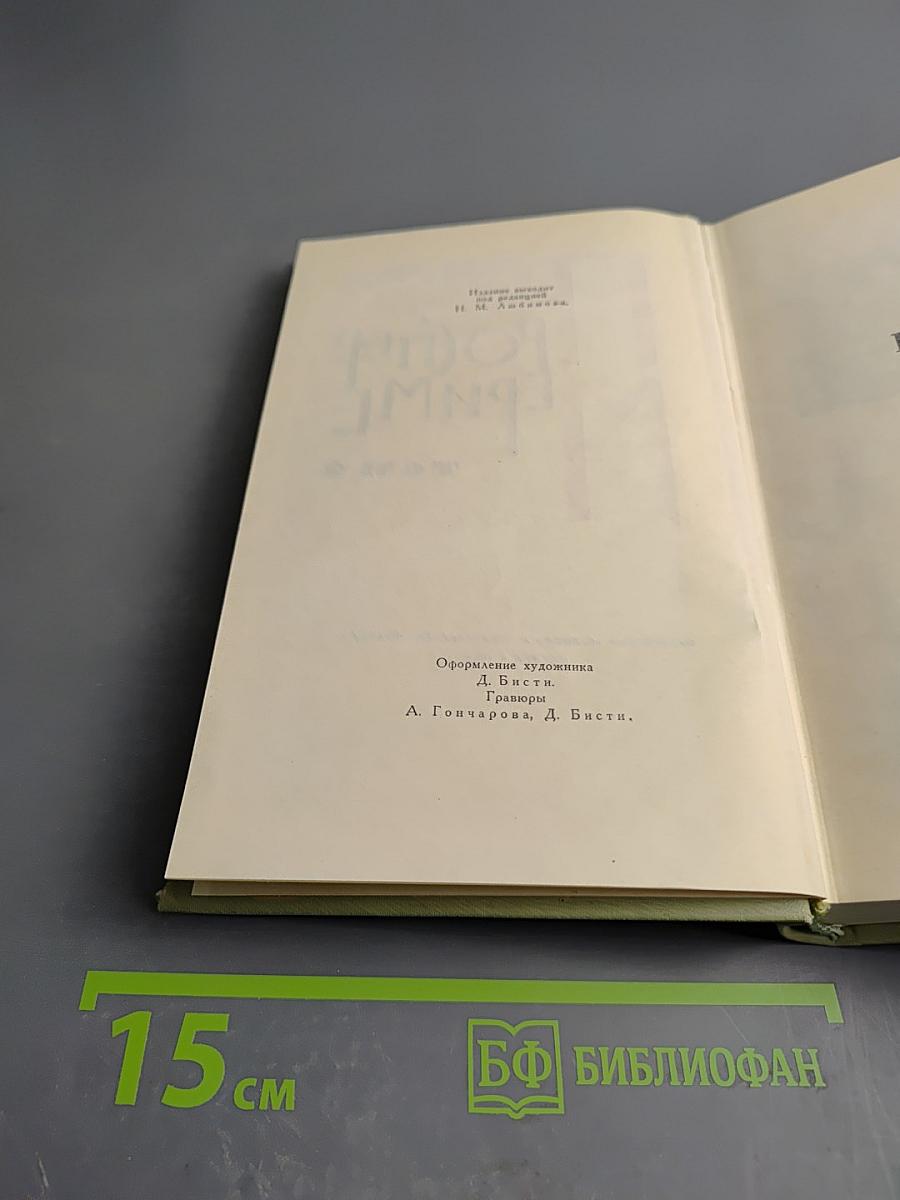 Издание выходит
под редакцией
Н. М. Любимова.
Оформление художника
Д. Бисти.
Гравюры
А. Гончарова, Д. Бисти.
15 см
БФ БИБЛИОФАН